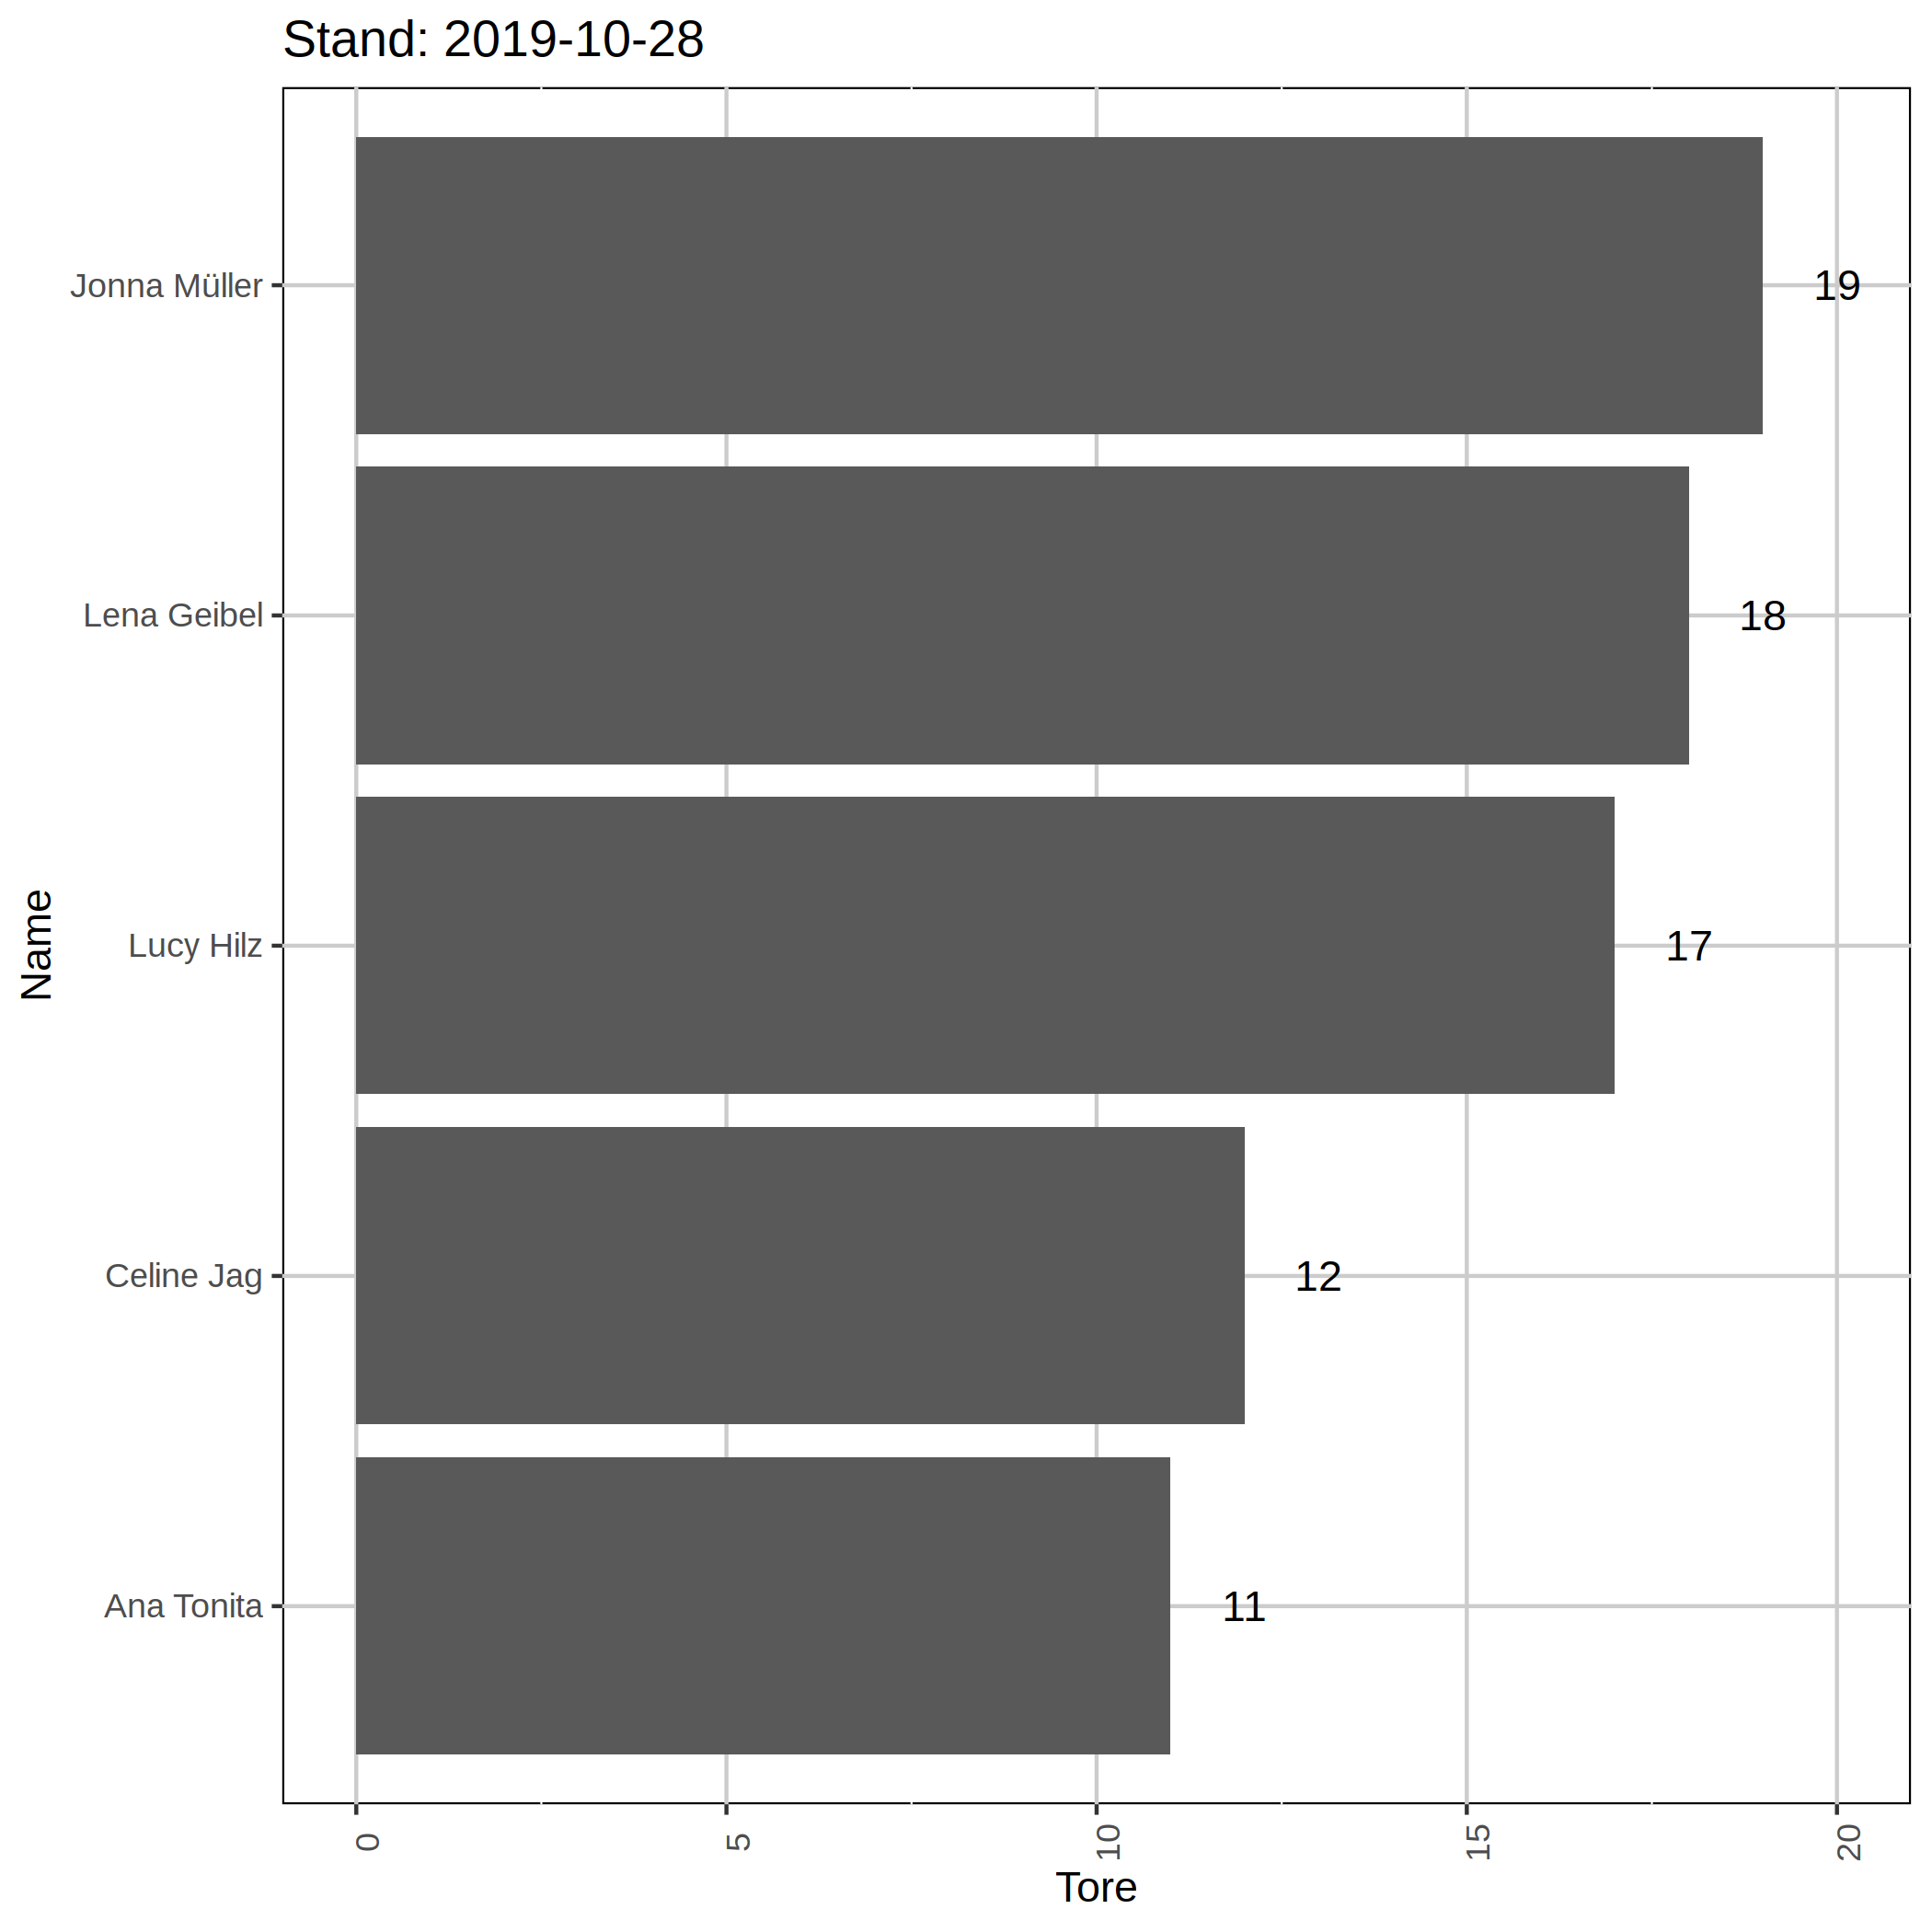 Stand: 2019-10-28
Name
Jonna Müller
19
Lena Geibel
18
Lucy Hilz
17
Celine Jag
12
Ana Tonita
11
0
5
10
15
20
Tore